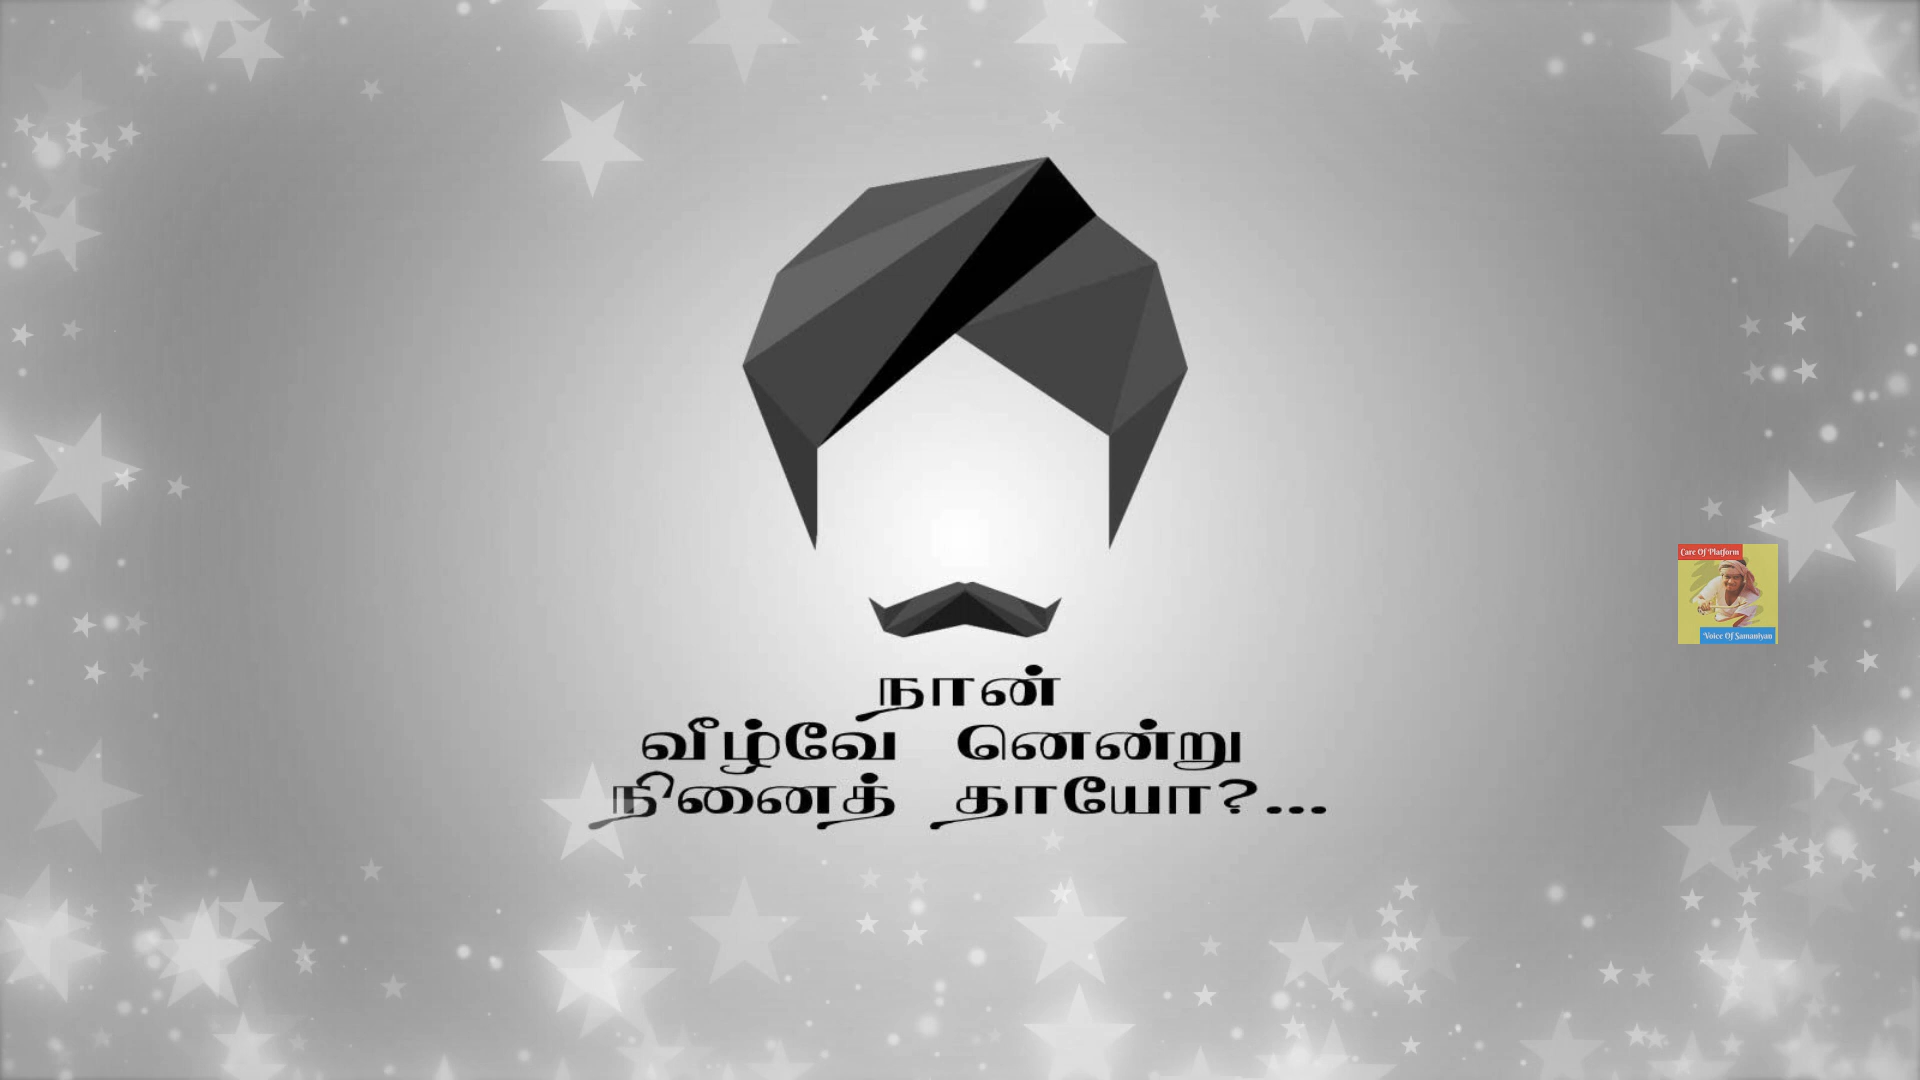 நான்
வீழ்வே னென்று
நினைத் தாயோ?...
Care Of Platform
Voice Of Samaniyan